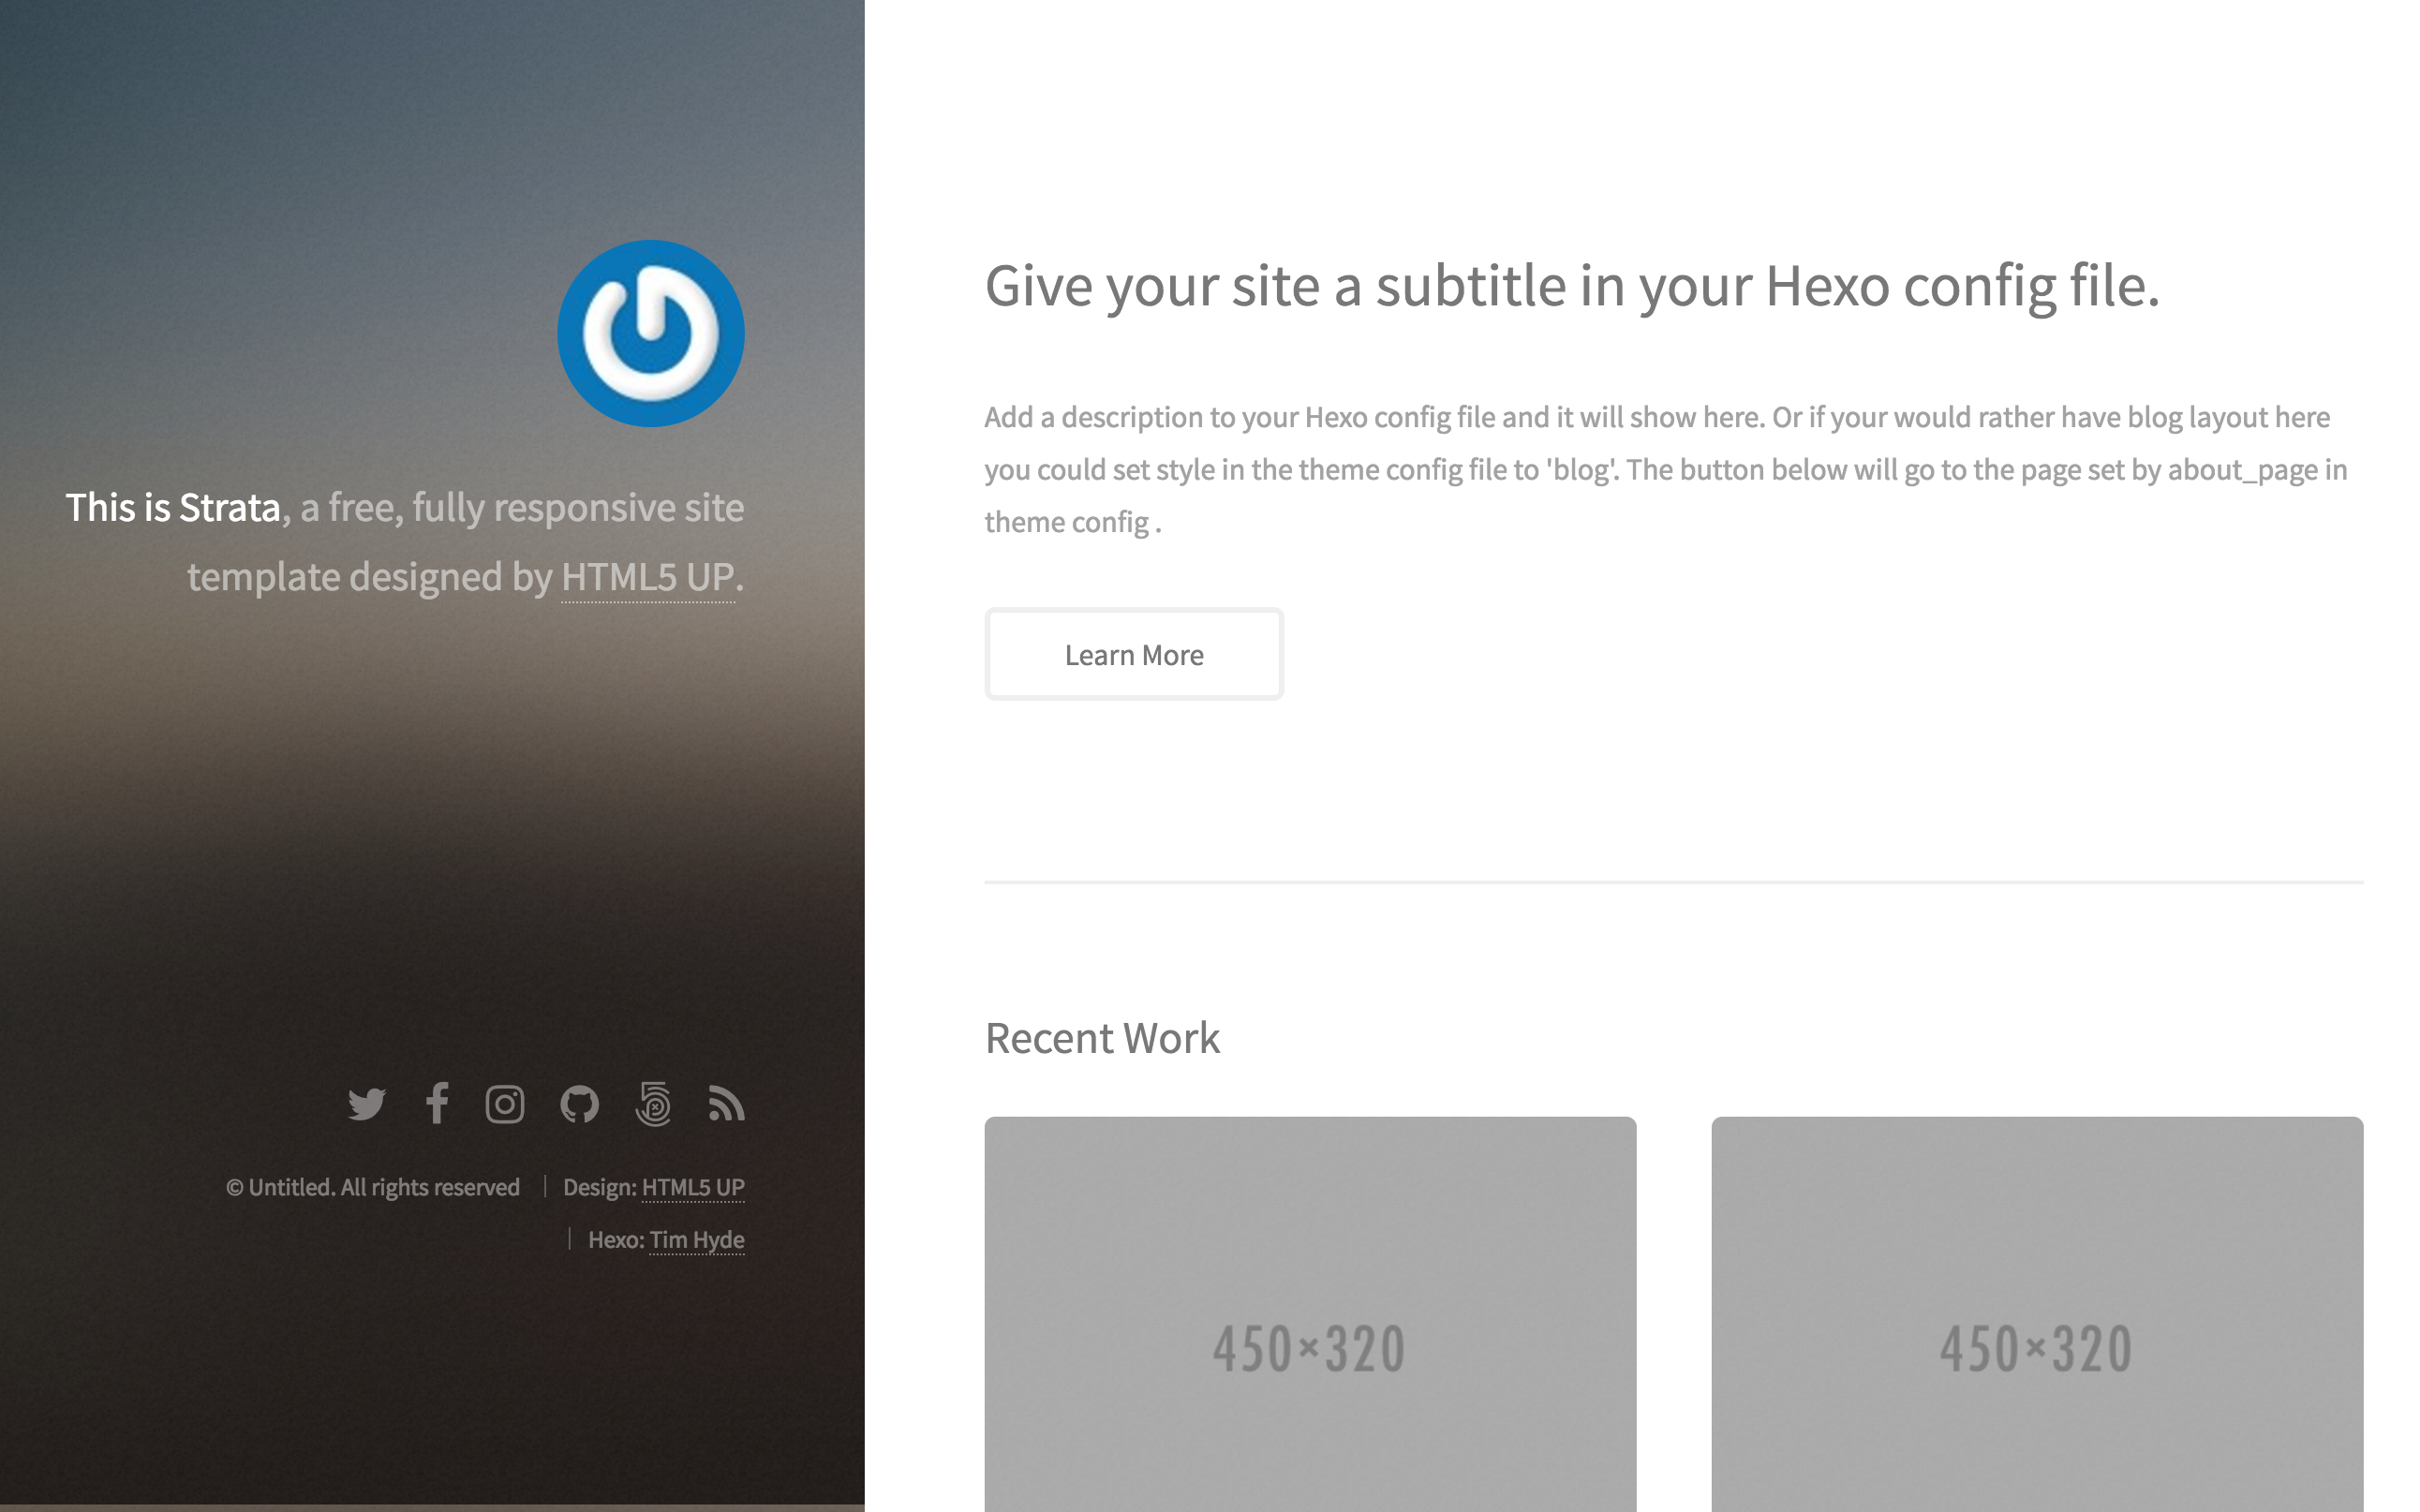 This is Strata, a free, fully responsive site
template designed by HTML5 UP.
© Untitled. All rights reserved | Design: HTML5 UP
| Hexo: Tim Hyde
Give your site a subtitle in your Hexo config file.
Add a description to your Hexo config file and it will show here. Or if your would rather have blog layout here
you could set style in the theme config file to 'blog'. The button below will go to the page set by about_page in
theme config .
Learn More
Recent Work
450×320
450×320